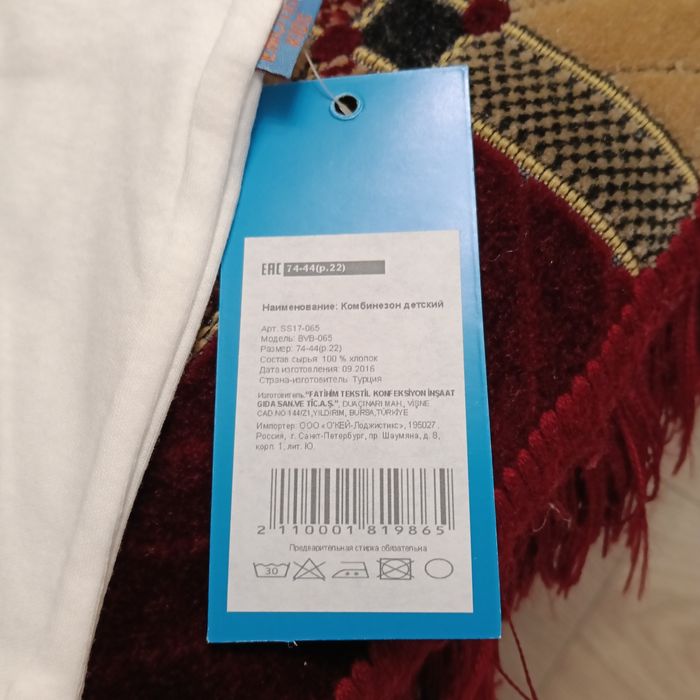 KIDS
EAC 74-44(р.22)
Наименование: Комбинезон детский
Арт. SS17-065
Модель: BVB-065
Размер: 74-44(р.22)
Состав сырья: 100 % хлопок
Дата изготовления: 09.2016
Страна-изготовитель: Турция
Изготовитель:"FATİHİM TEKSTİL KONFEKSİYON İNŞAAT
GIDA SAN.VE TİC.A.Ş.", DUAÇINARI MAH., VİŞNE
CAD.NO:144/Z1,YILDIRIM, BURSA,TÜRKİYE
Импортер: ООО «О'КЕЙ-Лоджистикс», 195027,
Россия, г. Санкт-Петербург, пр. Шаумяна, д. 8,
корп. 1, лит. Ю.
2 110001 819865
Предварительная стирка обязательна
30